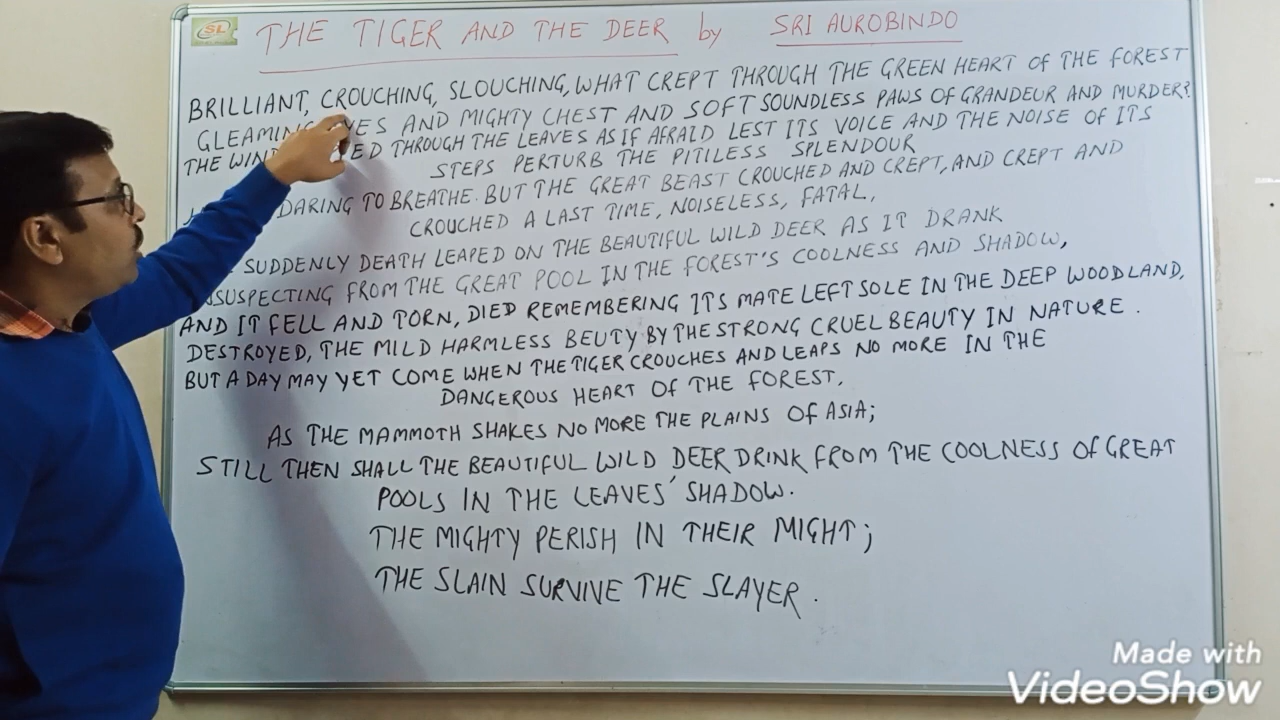 SL
THE TIGER AND THE DEER by SRI AUROBINDO
BRILLIANT, CROUCHING, SLOUCHING, WHAT CREPT THROUGH THE GREEN HEART OF THE FOREST
GLEAMING EYES AND MIGHTY CHEST AND SOFT SOUNDLESS PAWS OF GRANDEUR AND MURDER?
THE WIND THROUGH THE LEAVES AS IF AFRAID LEST ITS VOICE AND THE NOISE OF ITS
STEPS PERTURB THE PITILESS SPLENDOUR
DARING TO BREATHE. BUT THE GREAT BEAST CROUCHED AND CREPT, AND CREPT AND
CROUCHED A LAST TIME, NOISELESS, FATAL,
SUDDENLY DEATH LEAPED ON THE BEAUTIFUL WILD DEER AS IT DRANK
UNSUSPECTING FROM THE GREAT POOL IN THE FOREST'S COOLNESS AND SHADOW,
AND IT FELL AND TORN, DIED REMEMBERING ITS MATE LEFT SOLE IN THE DEEP WOODLAND,
DESTROYED, THE MILD HARMLESS BEUTY BY THE STRONG CRUEL BEAUTY IN NATURE.
BUT A DAY MAY YET COME WHEN THE TIGER CROUCHES AND LEAPS NO MORE IN THE
DANGEROUS HEART OF THE FOREST,
AS THE MAMMOTH SHAKES NO MORE THE PLAINS OF ASIA;
STILL THEN SHALL THE BEAUTIFUL WILD DEER DRINK FROM THE COOLNESS OF GREAT
POOLS IN THE LEAVES' SHADOW.
THE MIGHTY PERISH IN THEIR MIGHT;
THE SLAIN SURVIVE THE SLAYER.
Made with
VideoShow